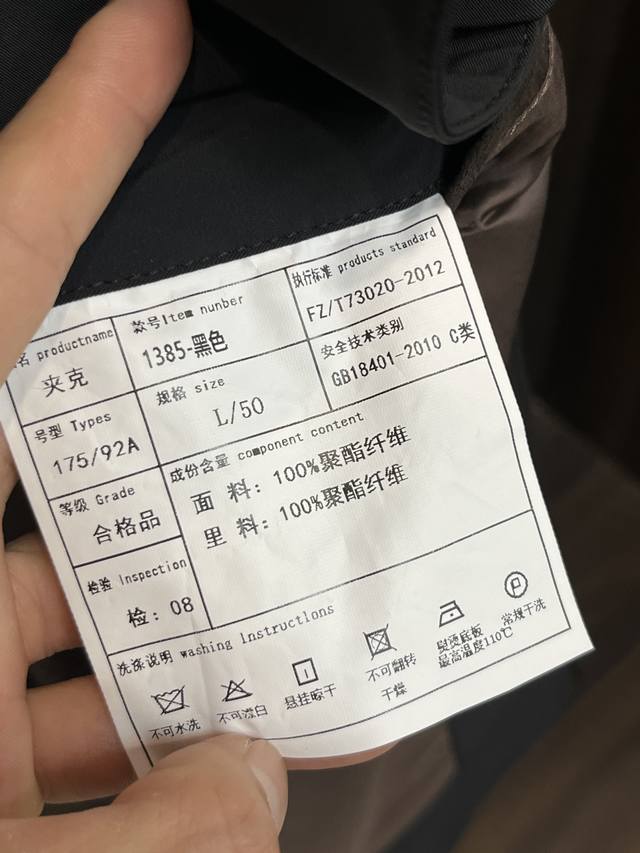 名 productname
夹克
款号Item nunber
1385-黑色
执行标准 products standard
FZ/T73020-2012
号型 Types
175/92A
规格 size
L/50
安全技术类别
GB18401-2010 C类
等级 Grade
合格品
成份含量 component content
面 料: 100%聚酯纤维
里 料: 100%聚酯纤维
检验 Inspection
检: 08
洗涤说明 washing lnstructions
不可水洗
不可漂白
悬挂晾干
不可翻转
干燥
熨烫底板
最高温度110℃
常规干洗